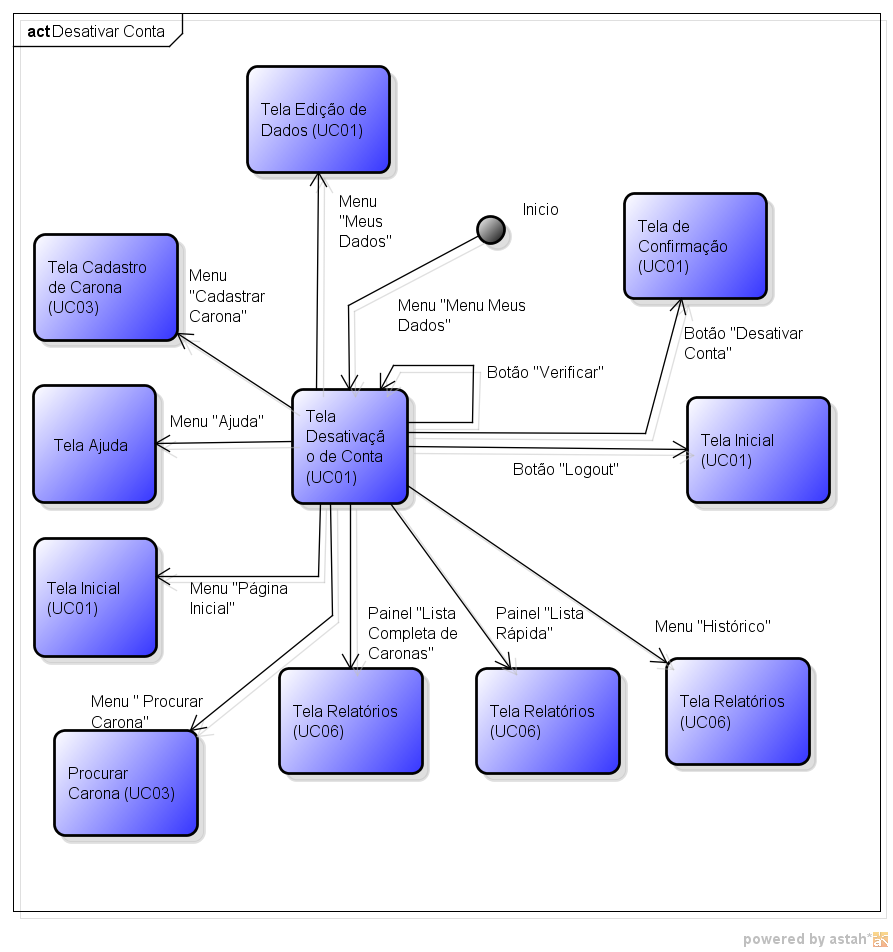 act Desativar Conta
Tela Edição de
Dados (UC01)
Menu
"Meus
Dados"
Inicio
Tela de
Confirmação
(UC01)
Tela Cadastro
de Carona
(UC03)
Menu
"Cadastrar
Carona"
Menu "Menu Meus
Dados"
Botão "Desativar
Conta"
Botão "Verificar"
Tela
Desativaçã
o de Conta
(UC01)
Menu "Ajuda"
Tela Ajuda
Tela Inicial
(UC01)
Botão "Logout"
Tela Inicial
(UC01)
Menu "Página
Inicial"
Painel "Lista
Completa de
Caronas"
Painel "Lista
Rápida"
Menu "Histórico"
Menu " Procurar
Carona"
Tela Relatórios
(UC06)
Tela Relatórios
(UC06)
Tela Relatórios
(UC06)
Procurar
Carona (UC03)
powered by astah*